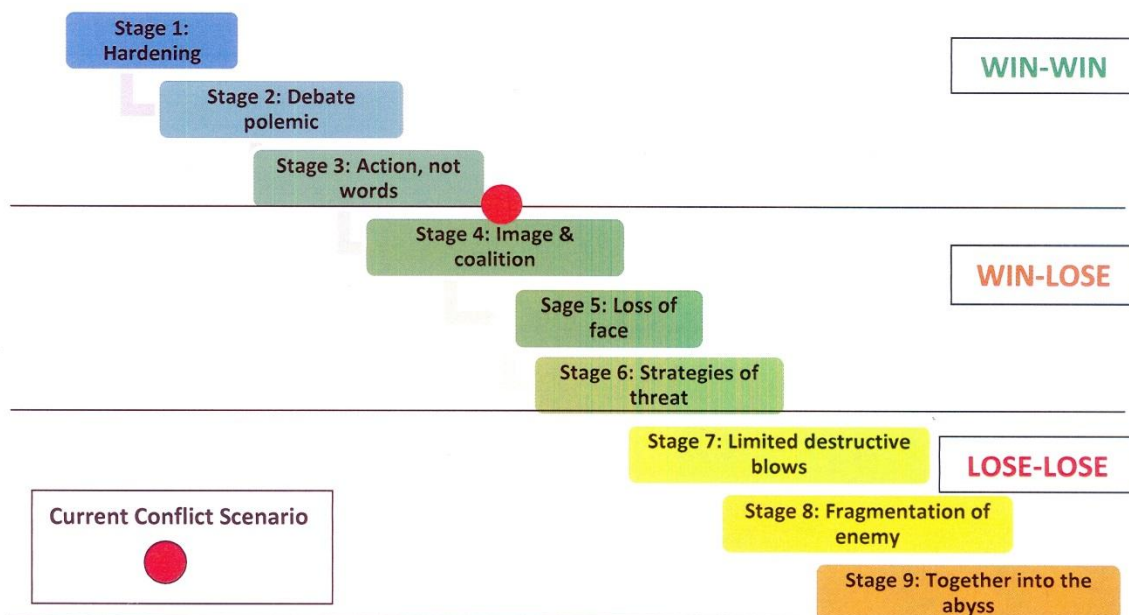 Stage 1:
Hardening
WIN-WIN
Stage 2: Debate
polemic
Stage 3: Action, not
words
Stage 4: Image &
coalition
WIN-LOSE
Sage 5: Loss of
face
Stage 6: Strategies of
threat
Stage 7: Limited destructive
blows
LOSE-LOSE
Current Conflict Scenario
Stage 8: Fragmentation of
enemy
Stage 9: Together into the
abyss